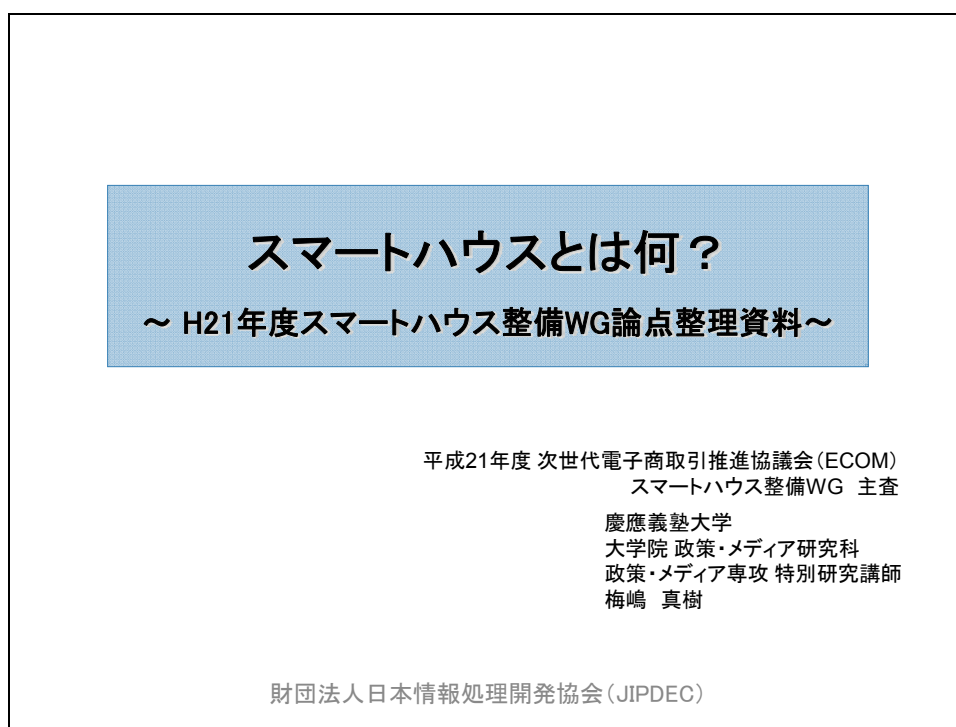 スマートハウスとは何？
～ H21年度スマートハウス整備WG論点整理資料～
平成21年度 次世代電子商取引推進協議会（ECOM）
スマートハウス整備WG　主査
慶應義塾大学
大学院 政策・メディア研究科
政策・メディア専攻 特別研究講師
梅嶋　真樹
財団法人日本情報処理開発協会（JIPDEC）